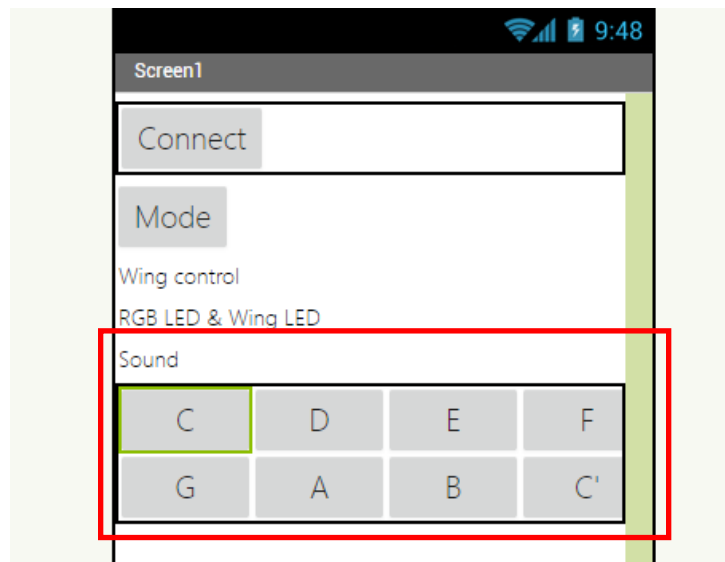 9:48
Screen1
Connect
Mode
Wing control
RGB LED & Wing LED
Sound
C D E F
G A B C'